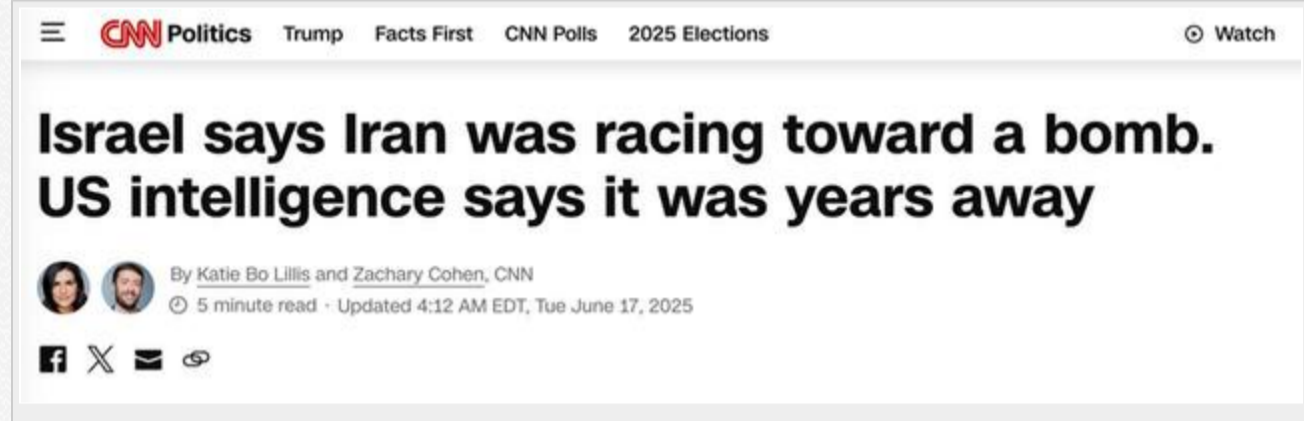 CNN Politics Trump Facts First CNN Polls 2025 Elections Watch
Israel says Iran was racing toward a bomb.
US intelligence says it was years away
By Katie Bo Lillis and Zachary Cohen, CNN
5 minute read · Updated 4:12 AM EDT, Tue June 17, 2025